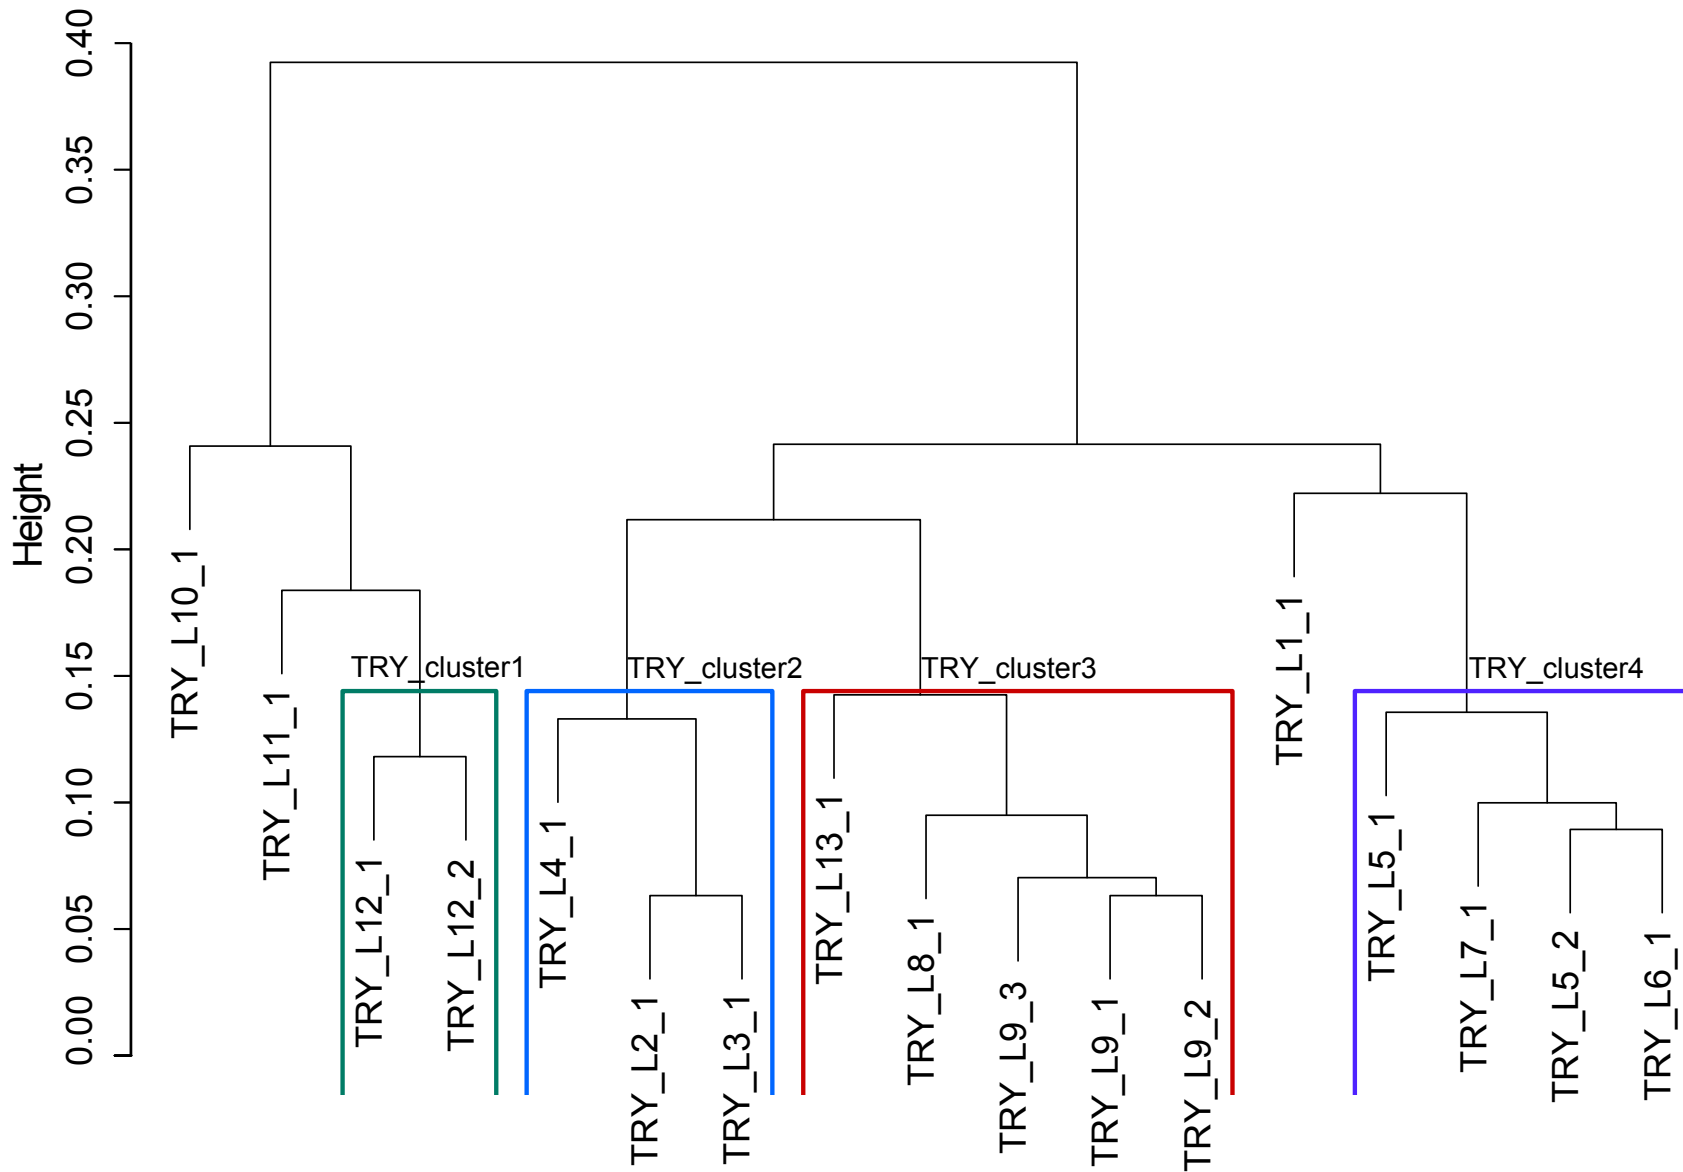 Height
0.40
0.35
0.30
0.25
0.20
0.15
0.10
0.05
0.00
TRY_cluster1
TRY_cluster2
TRY_cluster3
TRY_cluster4
TRY_L10_1
TRY_L11_1
TRY_L12_1
TRY_L12_2
TRY_L4_1
TRY_L2_1
TRY_L3_1
TRY_L13_1
TRY_L8_1
TRY_L9_3
TRY_L9_1
TRY_L9_2
TRY_L1_1
TRY_L5_1
TRY_L7_1
TRY_L5_2
TRY_L6_1